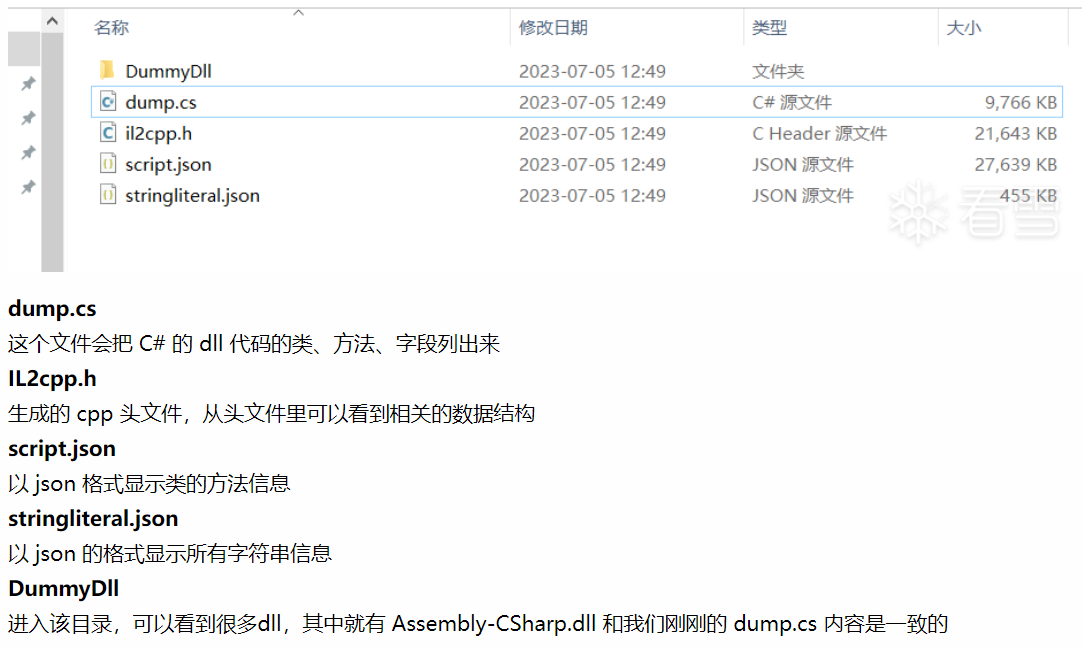 名称 修改日期 类型 大小
DummyDll 2023-07-05 12:49 文件夹
dump.cs 2023-07-05 12:49 C# 源文件 9,766 KB
il2cpp.h 2023-07-05 12:49 C Header 源文件 21,643 KB
script.json 2023-07-05 12:49 JSON 源文件 27,639 KB
stringliteral.json 2023-07-05 12:49 JSON 源文件 455 KB
看雪
dump.cs
这个文件会把 C# 的 dll 代码的类、方法、字段列出来
IL2cpp.h
生成的 cpp 头文件，从头文件里可以看到相关的数据结构
script.json
以 json 格式显示类的方法信息
stringliteral.json
以 json 的格式显示所有字符串信息
DummyDll
进入该目录，可以看到很多dll，其中就有 Assembly-CSharp.dll 和我们刚刚的 dump.cs 内容是一致的